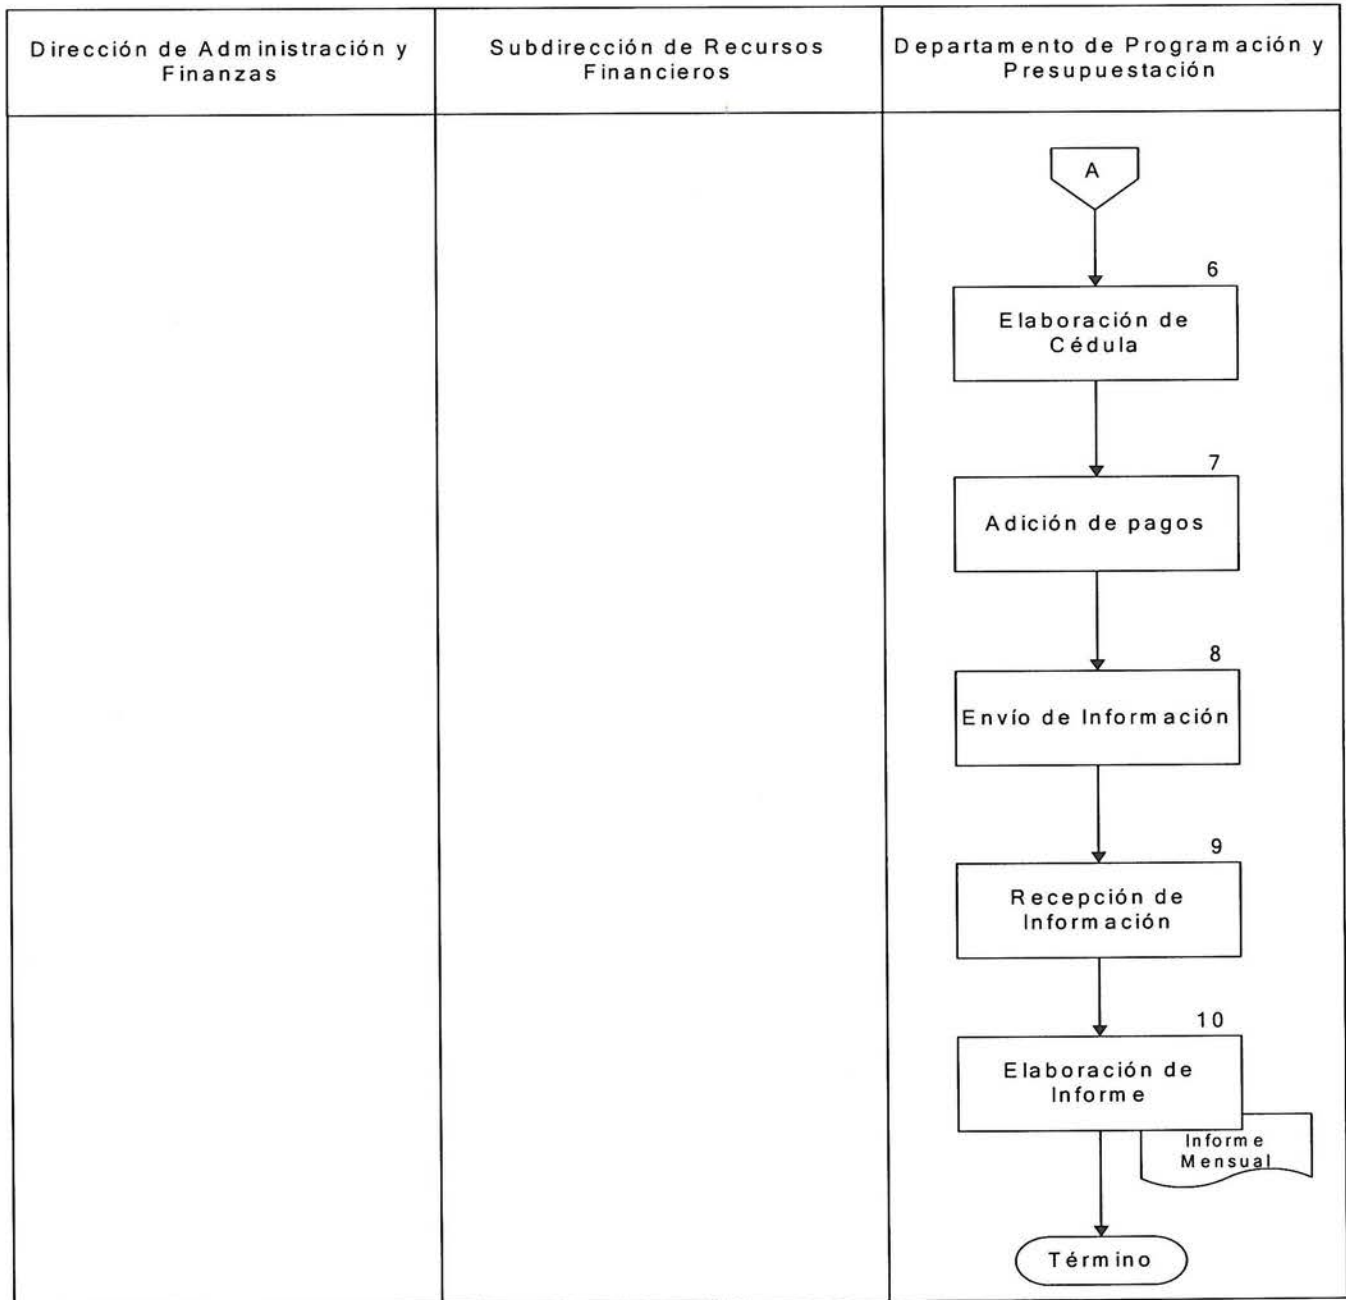 Dirección de Administración y
Finanzas
Subdirección de Recursos
Financieros
Departamento de Programación y
Presupuestación
A
6
Elaboración de
Cédula
7
Adición de pagos
8
Envío de Información
9
Recepción de
Información
10
Elaboración de
Informe
Informe
Mensual
Término